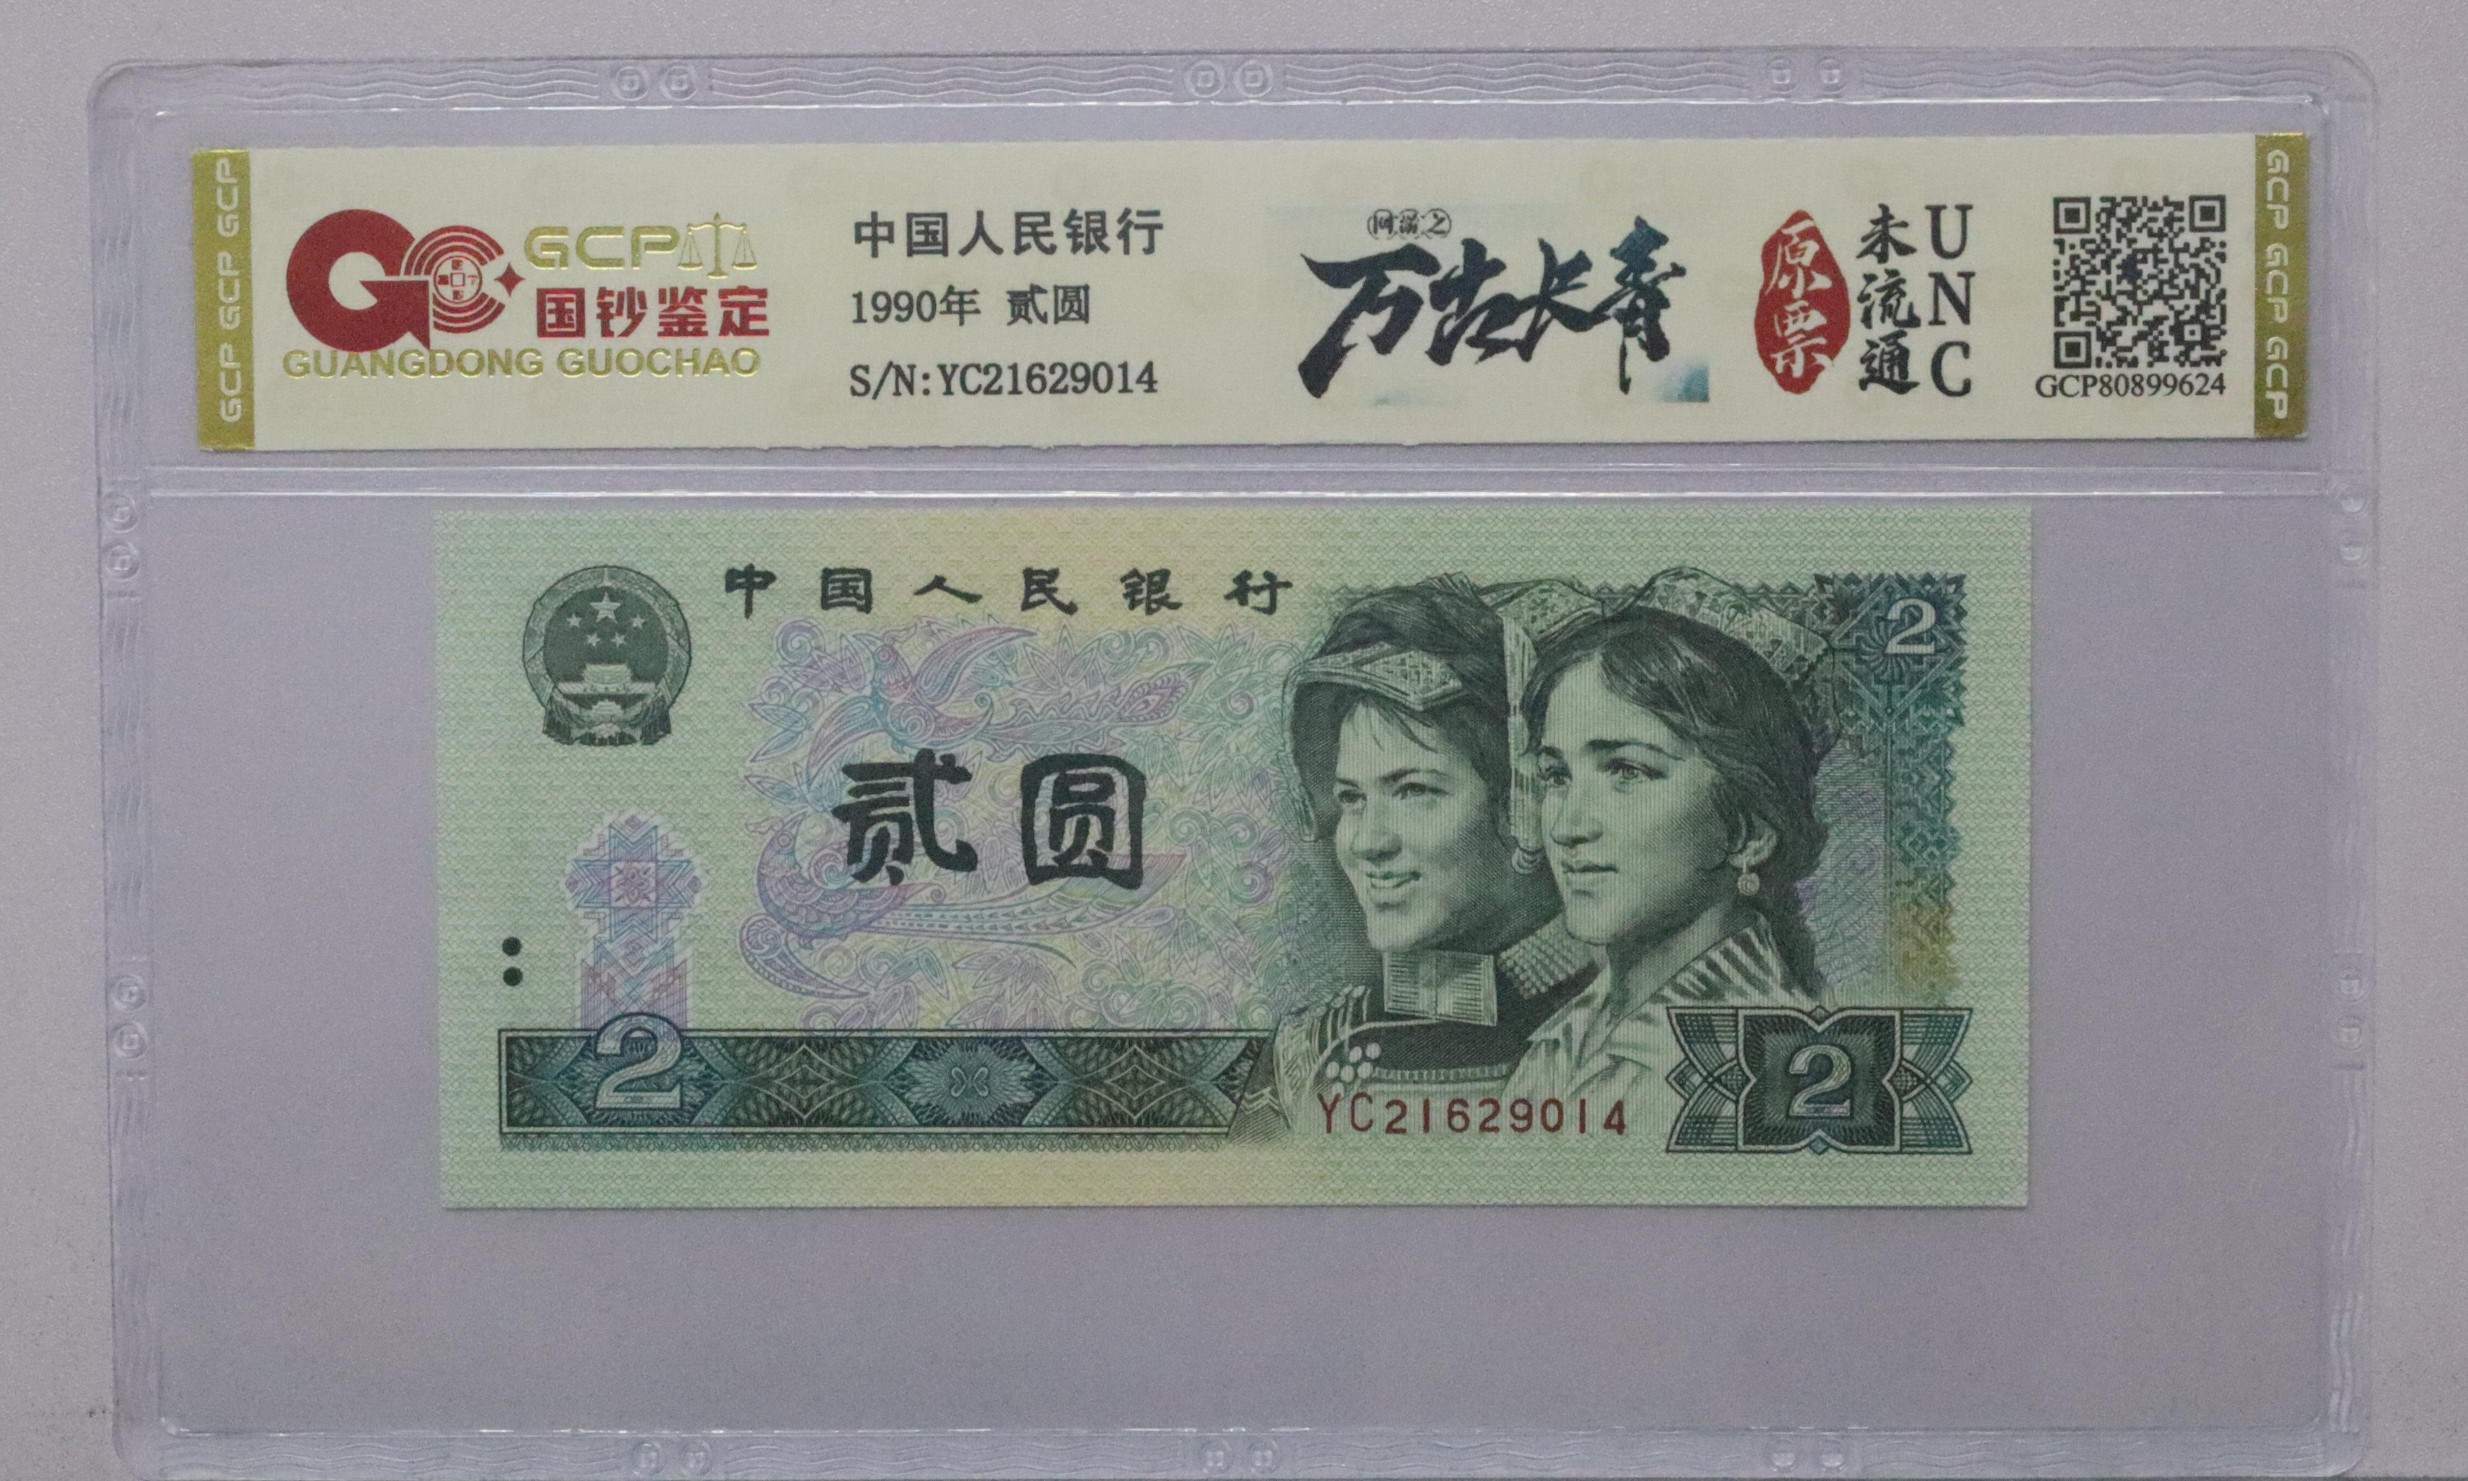 GCP GCP GCP
GCP
国钞鉴定
GUANGDONG GUOCHAO
中国人民银行
1990年 贰圆
S/N:YC21629014
万古长青
原票
未流通
UNC
GCP80899624
GCP GCP GCP
中国人民银行
2
贰圆
2
YC21629014
2